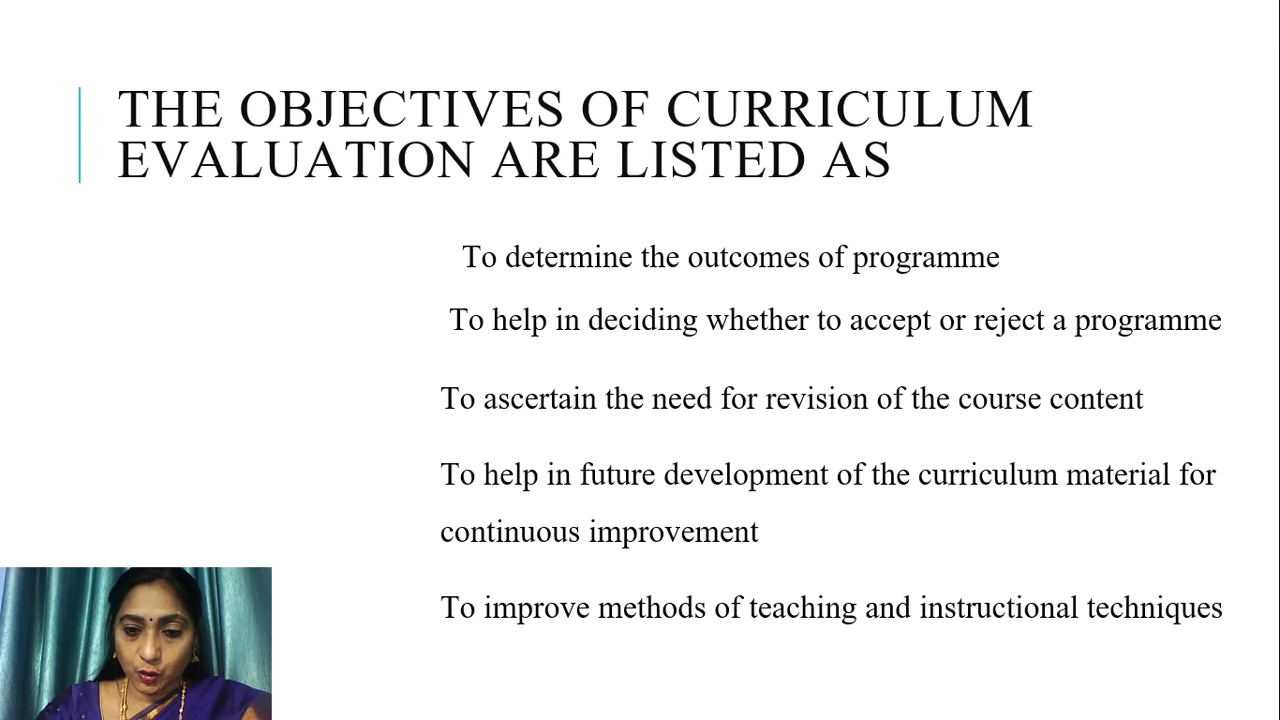 THE OBJECTIVES OF CURRICULUM
EVALUATION ARE LISTED AS
To determine the outcomes of programme
To help in deciding whether to accept or reject a programme
To ascertain the need for revision of the course content
To help in future development of the curriculum material for
continuous improvement
To improve methods of teaching and instructional techniques